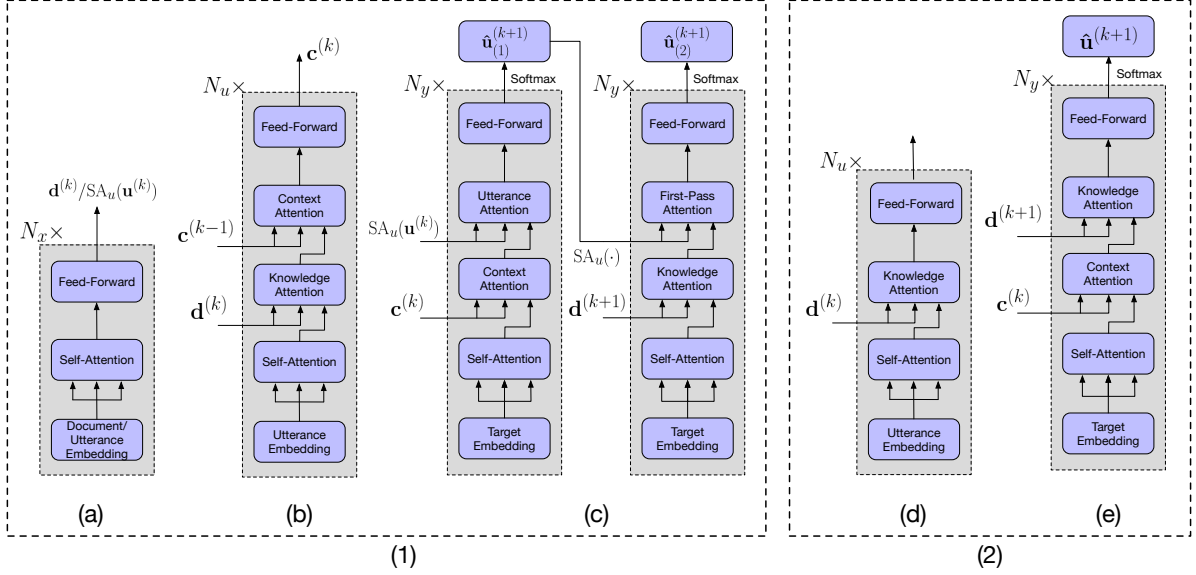 d^(k)/SA_u(u^(k))
N_x×
Feed-Forward
Self-Attention
Document/
Utterance
Embedding
(a)
c^(k)
N_u×
Feed-Forward
Context
Attention
c^(k-1)
Knowledge
Attention
d^(k)
Self-Attention
Utterance
Embedding
(b)
û_(1)^(k+1)
Softmax
N_y×
Feed-Forward
Utterance
Attention
SA_u(u^(k))
Context
Attention
c^(k)
Self-Attention
Target
Embedding
û_(2)^(k+1)
Softmax
N_y×
Feed-Forward
First-Pass
Attention
SA_u(·)
Knowledge
Attention
d^(k+1)
Self-Attention
Target
Embedding
(c)
(1)
N_u×
Feed-Forward
Knowledge
Attention
d^(k)
Self-Attention
Utterance
Embedding
(d)
û^(k+1)
Softmax
N_y×
Feed-Forward
Knowledge
Attention
d^(k+1)
Context
Attention
c^(k)
Self-Attention
Target
Embedding
(e)
(2)